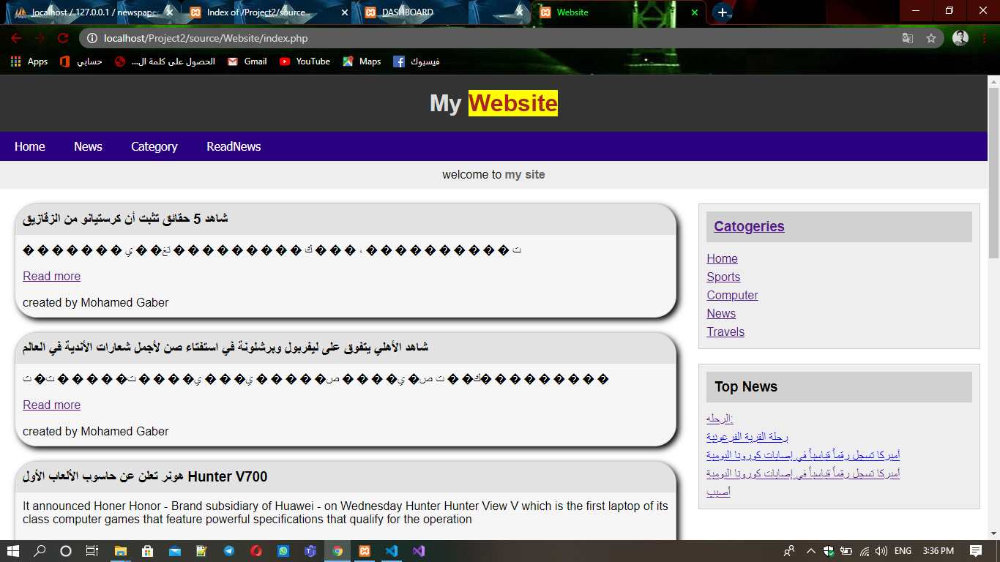 localhost / 127.0.0.1 / newspape
Index of /Project2/source
DASHBOARD
Website
localhost/Project2/source/Website/index.php
Apps
حسابي
الحصول على كلمة ال...
Gmail
YouTube
Maps
فيسبوك
My Website
Home
News
Category
ReadNews
welcome to my site
شاهد 5 حقائق تثبت أن كرستيانو من الزقازيق
Read more
created by Mohamed Gaber
شاهد الأهلي يتفوق على ليفربول وبرشلونة في استفتاء صن لأجمل شعارات الأندية في العالم
Read more
created by Mohamed Gaber
هونر تعلن عن حاسوب الألعاب الأول Hunter V700
It announced Honer Honor - Brand subsidiary of Huawei - on Wednesday Hunter Hunter View V which is the first laptop of its
class computer games that feature powerful specifications that qualify for the operation
Catogeries
Home
Sports
Computer
News
Travels
Top News
الرحله:
رحلة القرية الفرعونية
أميركا تسجل رقماً قياسياً في إصابات كورونا اليومية
أميركا تسجل رقماً قياسياً في إصابات كورونا اليومية
أصيب
ENG
3:36 PM